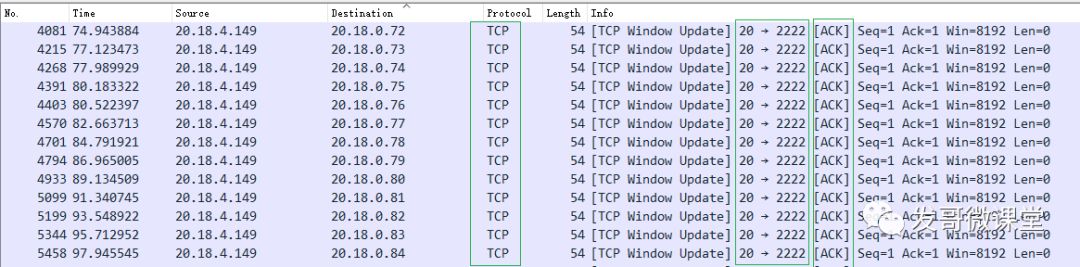 No. Time Source Destination Protocol Length Info
4081 74.943884 20.18.4.149 20.18.0.72 TCP 54 [TCP Window Update] 20 → 2222 [ACK] Seq=1 Ack=1 Win=8192 Len=0
4215 77.123473 20.18.4.149 20.18.0.73 TCP 54 [TCP Window Update] 20 → 2222 [ACK] Seq=1 Ack=1 Win=8192 Len=0
4268 77.989929 20.18.4.149 20.18.0.74 TCP 54 [TCP Window Update] 20 → 2222 [ACK] Seq=1 Ack=1 Win=8192 Len=0
4391 80.183322 20.18.4.149 20.18.0.75 TCP 54 [TCP Window Update] 20 → 2222 [ACK] Seq=1 Ack=1 Win=8192 Len=0
4403 80.522397 20.18.4.149 20.18.0.76 TCP 54 [TCP Window Update] 20 → 2222 [ACK] Seq=1 Ack=1 Win=8192 Len=0
4570 82.663713 20.18.4.149 20.18.0.77 TCP 54 [TCP Window Update] 20 → 2222 [ACK] Seq=1 Ack=1 Win=8192 Len=0
4701 84.791921 20.18.4.149 20.18.0.78 TCP 54 [TCP Window Update] 20 → 2222 [ACK] Seq=1 Ack=1 Win=8192 Len=0
4794 86.965005 20.18.4.149 20.18.0.79 TCP 54 [TCP Window Update] 20 → 2222 [ACK] Seq=1 Ack=1 Win=8192 Len=0
4933 89.134509 20.18.4.149 20.18.0.80 TCP 54 [TCP Window Update] 20 → 2222 [ACK] Seq=1 Ack=1 Win=8192 Len=0
5099 91.340745 20.18.4.149 20.18.0.81 TCP 54 [TCP Window Update] 20 → 2222 [ACK] Seq=1 Ack=1 Win=8192 Len=0
5199 93.548922 20.18.4.149 20.18.0.82 TCP 54 [TCP Window Update] 20 → 2222 [ACK] Seq=1 Ack=1 Win=8192 Len=0
5344 95.712952 20.18.4.149 20.18.0.83 TCP 54 [TCP Window Update] 20 → 2222 [ACK] Seq=1 Ack=1 Win=8192 Len=0
5458 97.945545 20.18.4.149 20.18.0.84 TCP 54 [TCP Window Update] 20 → 2222 [ACK] Seq=1 Ack=1 Win=8192 Len=0
发哥微课堂